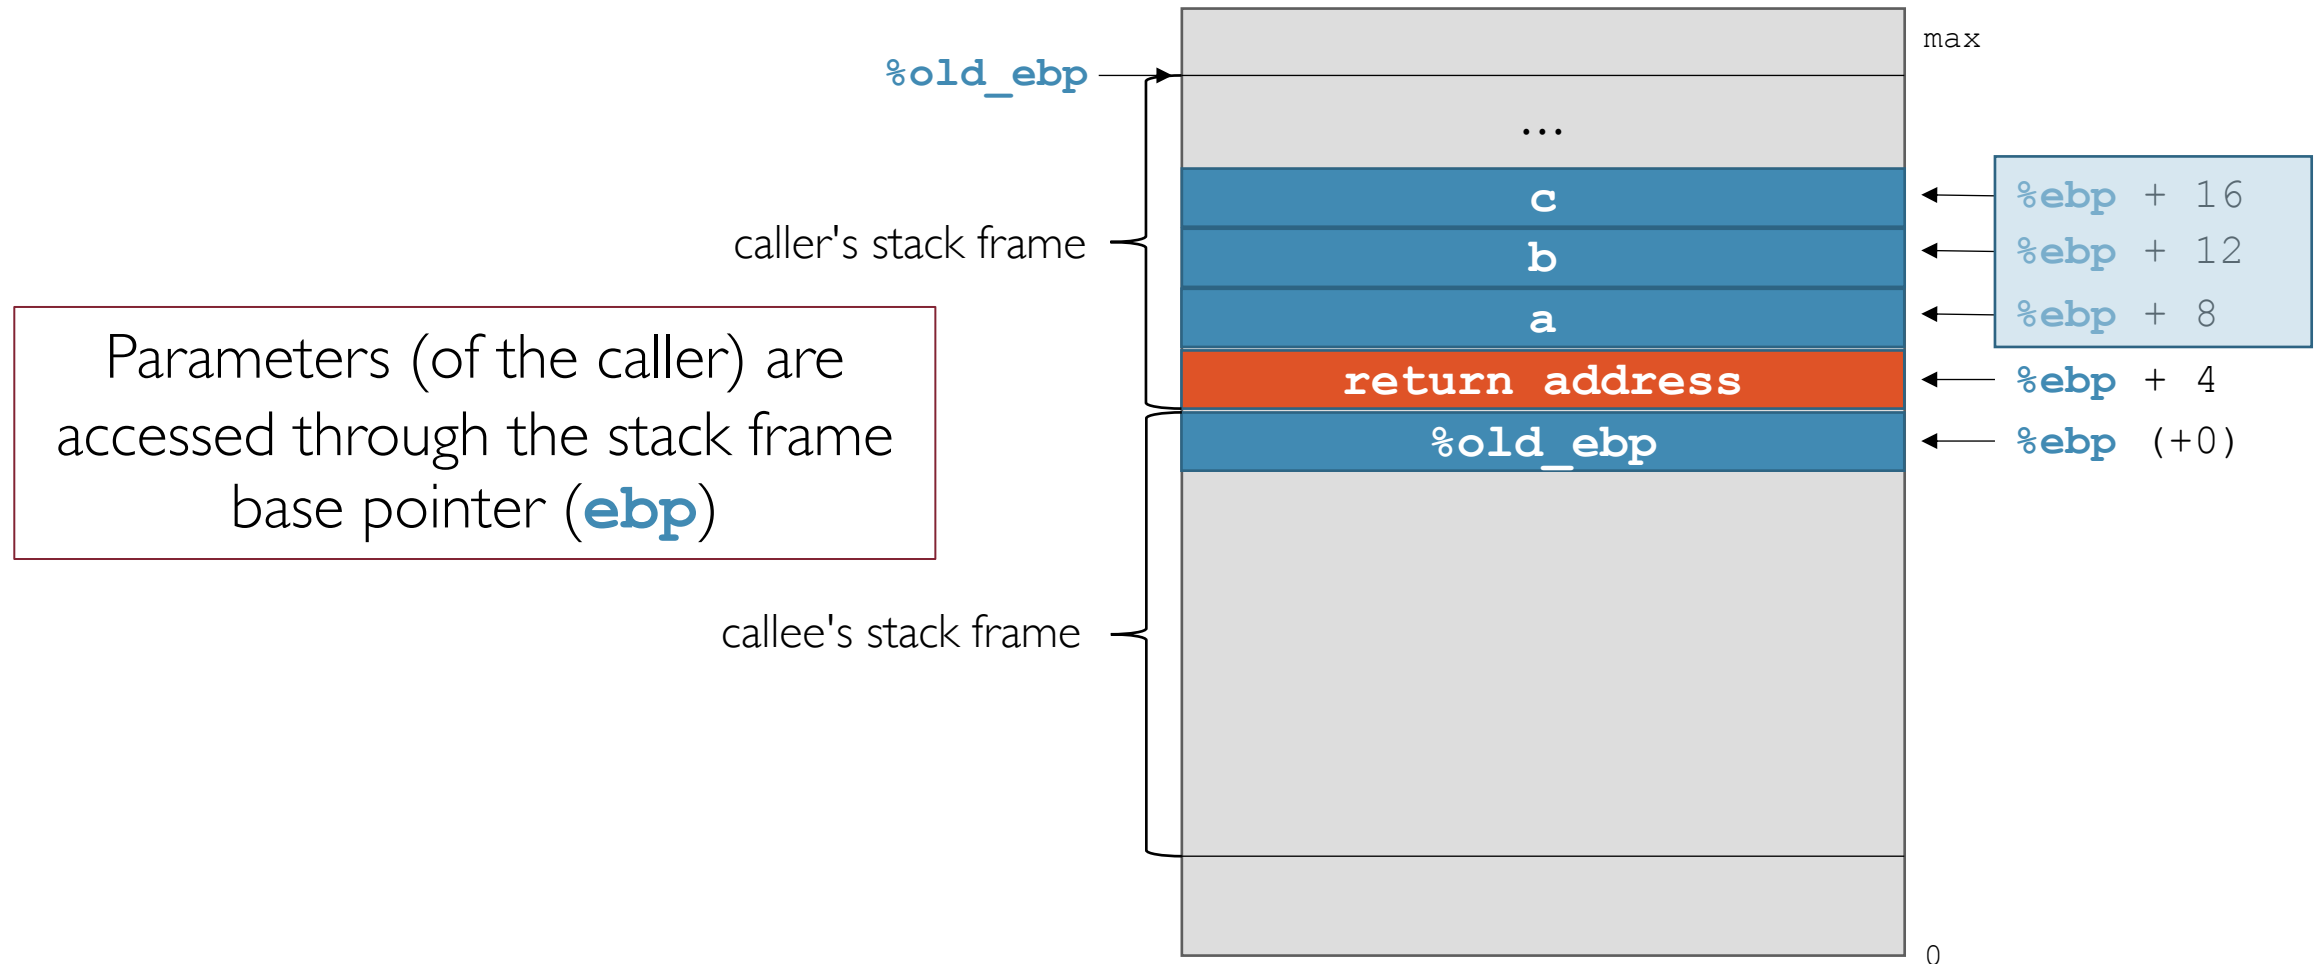 max
%old_ebp
...
c
%ebp + 16
caller's stack frame
b
%ebp + 12
a
%ebp + 8
Parameters (of the caller) are
accessed through the stack frame
base pointer (ebp)
return address
%ebp + 4
%old_ebp
%ebp (+0)
callee's stack frame
0